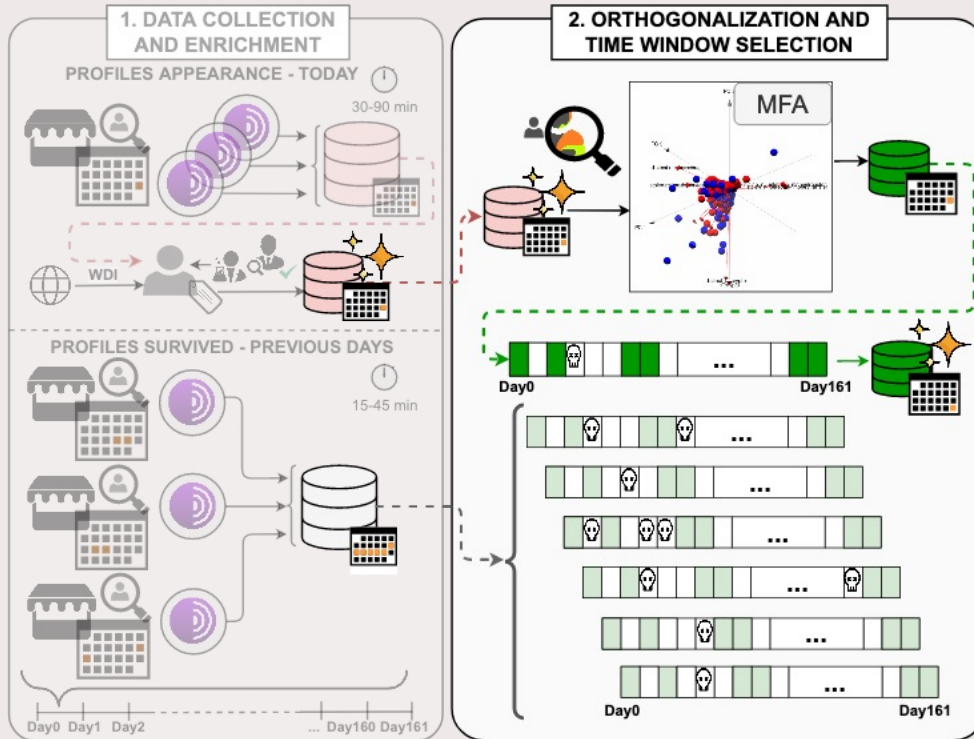 1. DATA COLLECTION
AND ENRICHMENT
PROFILES APPEARANCE - TODAY
30-90 min
WDI
PROFILES SURVIVED - PREVIOUS DAYS
15-45 min
Day0 Day1 Day2 ... Day160 Day161
2. ORTHOGONALIZATION AND
TIME WINDOW SELECTION
MFA
...
Day0 Day161
...
...
...
...
...
...
Day0 Day161